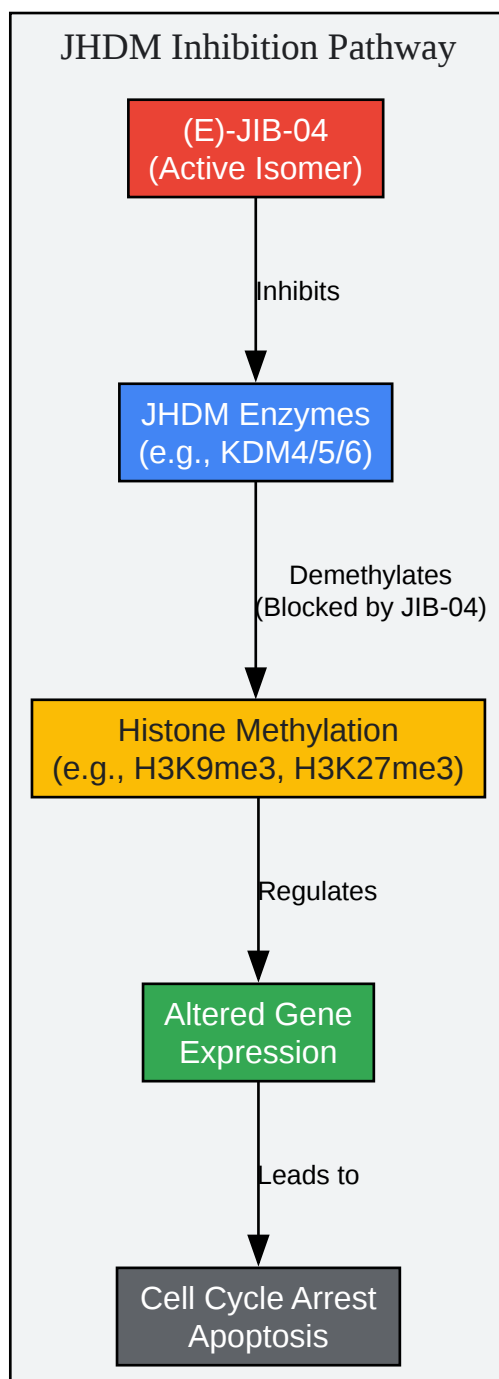 JHDM Inhibition Pathway
(E)-JIB-04
(Active Isomer)
Inhibits
JHDM Enzymes
(e.g., KDM4/5/6)
Demethylates
(Blocked by JIB-04)
Histone Methylation
(e.g., H3K9me3, H3K27me3)
Regulates
Altered Gene
Expression
Leads to
Cell Cycle Arrest
Apoptosis